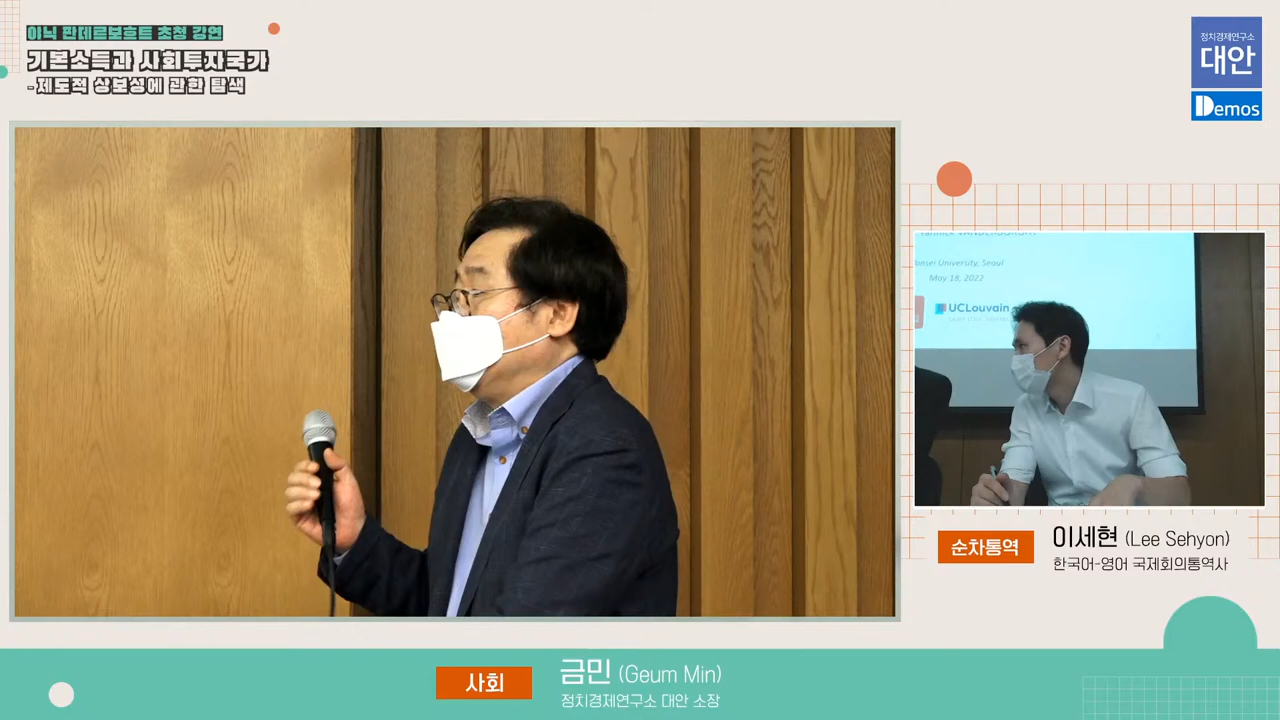 야닉 판데르보흐트 초청 강연
기본소득과 사회투자국가
- 제도적 상보성에 관한 탐색
정치경제연구소
대안
Demos
University, Seoul
May 18, 2022
UCLouvain
순차통역
이세현 (Lee Sehyon)
한국어-영어 국제회의통역사
사회
금민 (Geum Min)
정치경제연구소 대안 소장